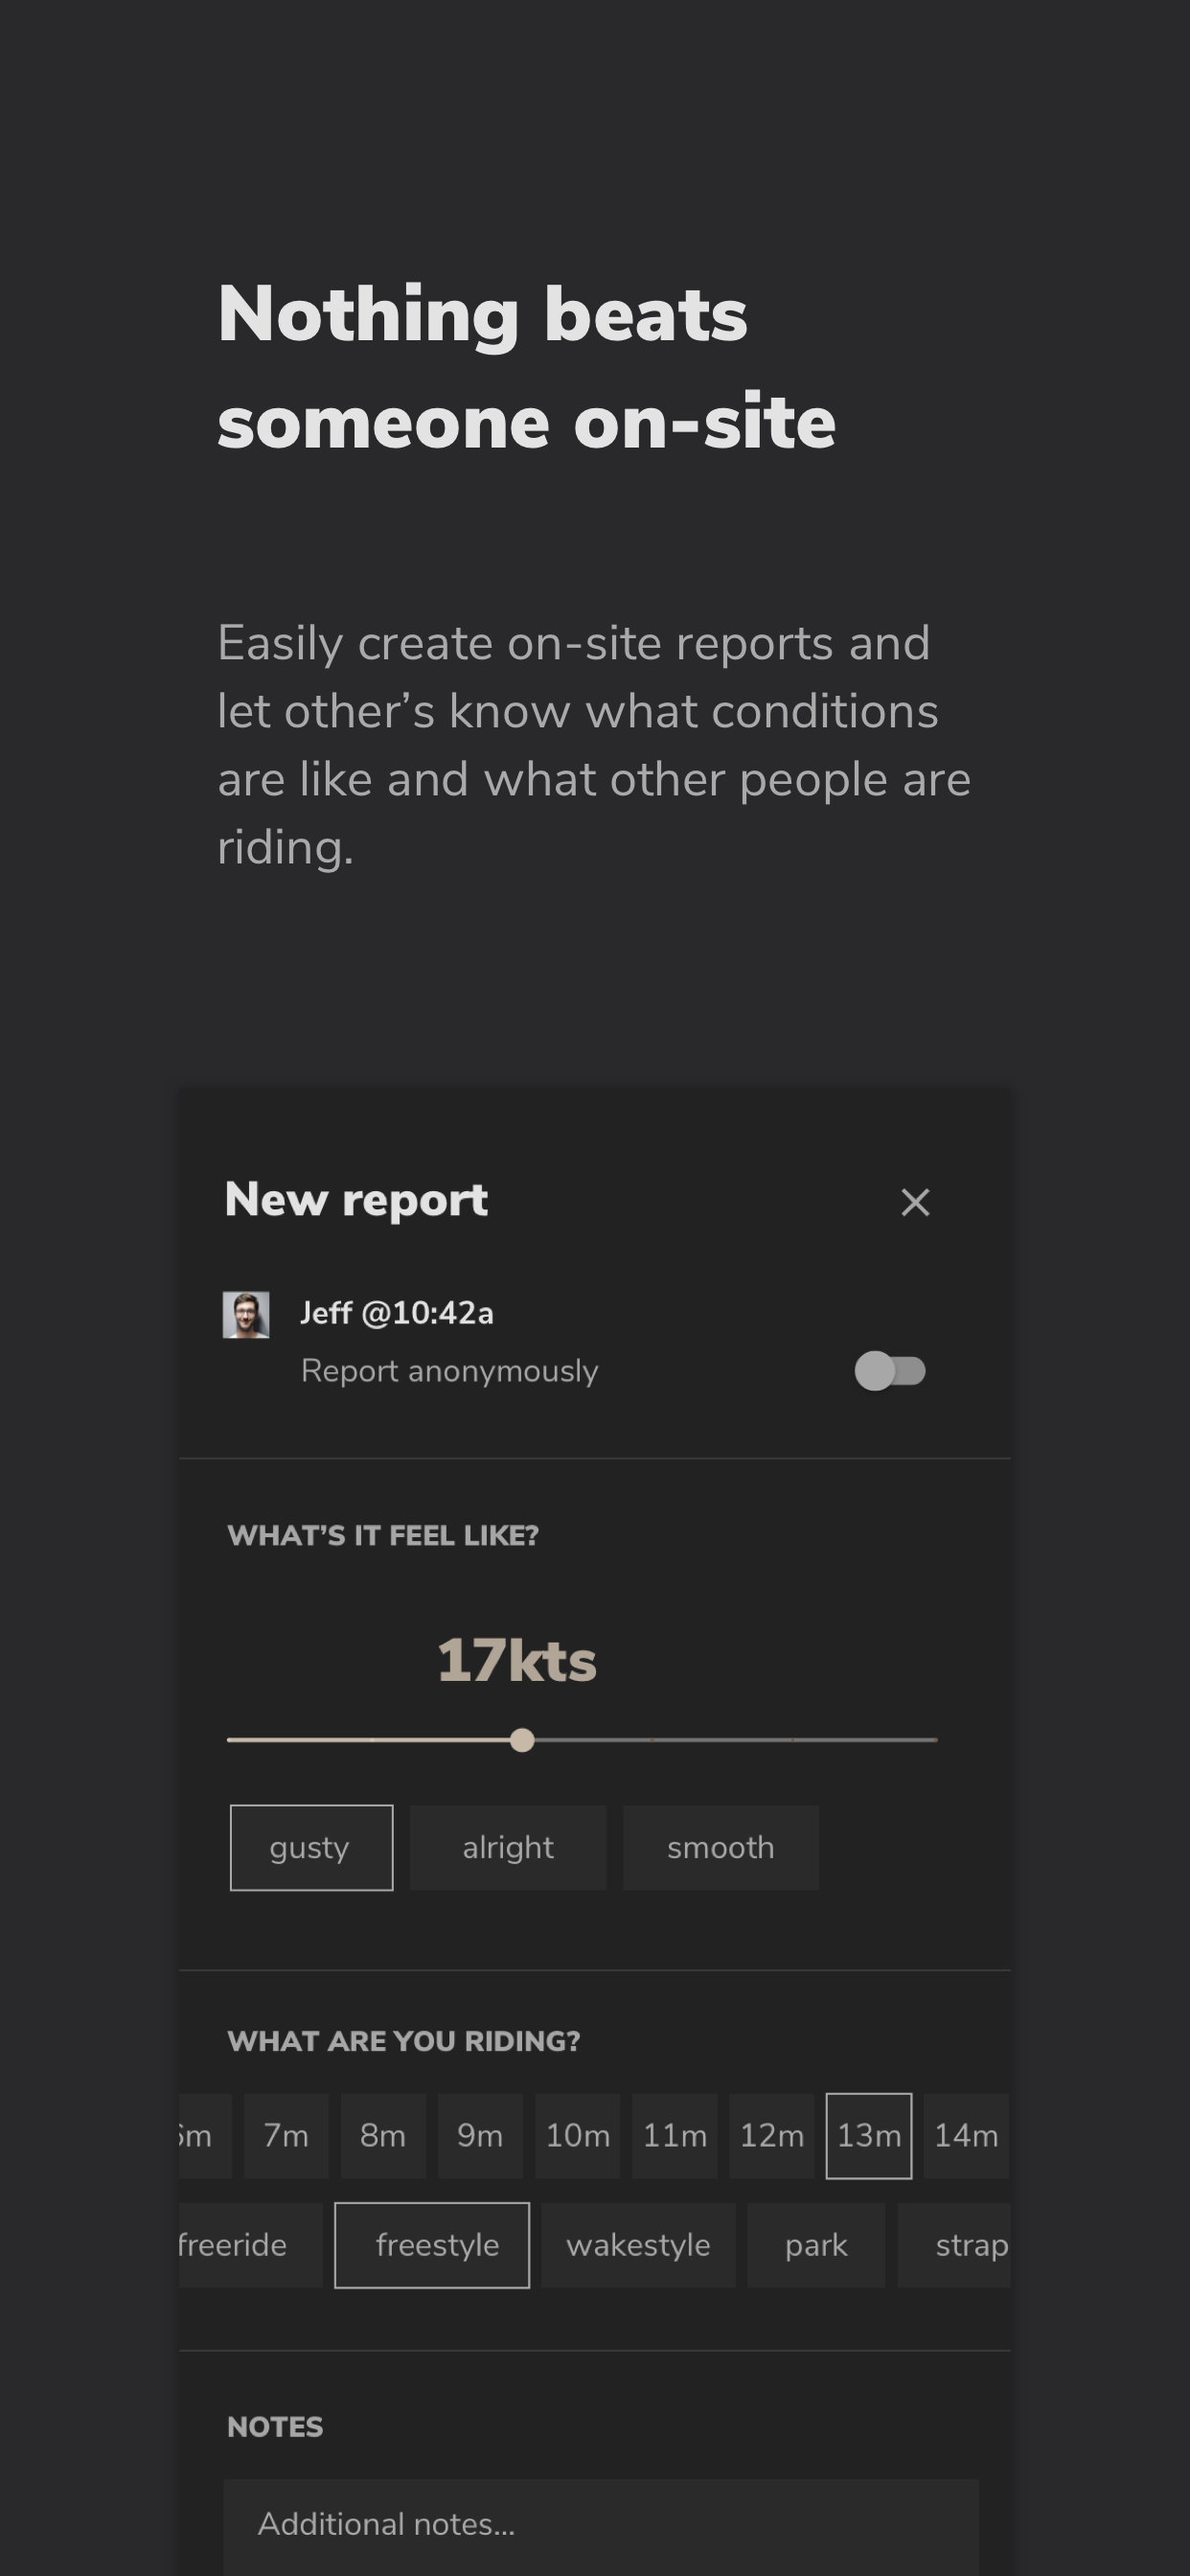 Nothing beats
someone on-site
Easily create on-site reports and
let other’s know what conditions
are like and what other people are
riding.
New report
Jeff @10:42a
Report anonymously
WHAT’S IT FEEL LIKE?
17kts
gusty alright smooth
WHAT ARE YOU RIDING?
6m 7m 8m 9m 10m 11m 12m 13m 14m
freeride freestyle wakestyle park strap
NOTES
Additional notes...